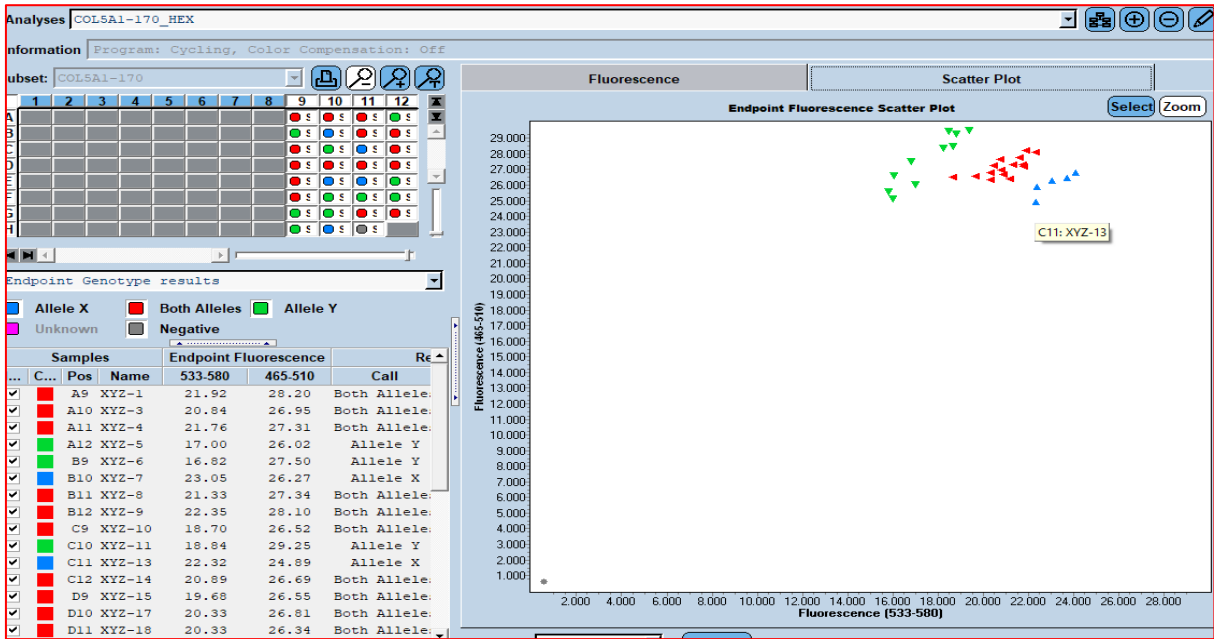 Analyses COL5A1-170_HEX
nformation Program: Cycling, Color Compensation: Off
ubset: COL5A1-170
Fluorescence Scatter Plot
1 2 3 4 5 6 7 8 9 10 11 12
A S S S S
B S S S S
C S S S S
D S S S S
E S S S S
F S S S S
G S S S S
H S S S
Endpoint Fluorescence Scatter Plot
Select Zoom
Endpoint Genotype results
Allele X Both Alleles Allele Y
Unknown Negative
Samples Endpoint Fluorescence Re
... C... Pos Name 533-580 465-510 Call
A9 XYZ-1 21.92 28.20 Both Allele
A10 XYZ-3 20.84 26.95 Both Allele
A11 XYZ-4 21.76 27.31 Both Allele
A12 XYZ-5 17.00 26.02 Allele Y
B9 XYZ-6 16.82 27.50 Allele Y
B10 XYZ-7 23.05 26.27 Allele X
B11 XYZ-8 21.33 27.34 Both Allele
B12 XYZ-9 22.35 28.10 Both Allele
C9 XYZ-10 18.70 26.52 Both Allele
C10 XYZ-11 18.84 29.25 Allele Y
C11 XYZ-13 22.32 24.89 Allele X
C12 XYZ-14 20.89 26.69 Both Allele
D9 XYZ-15 19.68 26.55 Both Allele
D10 XYZ-17 20.33 26.81 Both Allele
D11 XYZ-18 20.33 26.34 Both Allele
29.000
28.000
27.000
26.000
25.000
24.000
23.000
22.000
21.000
20.000
19.000
18.000
17.000
16.000
15.000
14.000
13.000
12.000
11.000
10.000
9.000
8.000
7.000
6.000
5.000
4.000
3.000
2.000
1.000
Fluorescence (465-510)
C11: XYZ-13
2.000 4.000 6.000 8.000 10.000 12.000 14.000 16.000 18.000 20.000 22.000 24.000 26.000 28.000
Fluorescence (533-580)